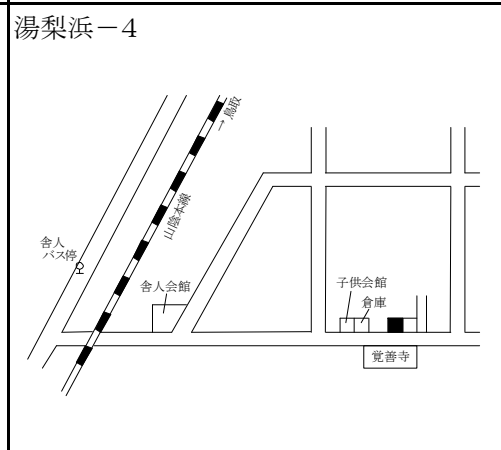 湯梨浜−4
→鳥取
山陰本線
舎人
バス停
舎人会館
子供会館
倉庫
覚善寺